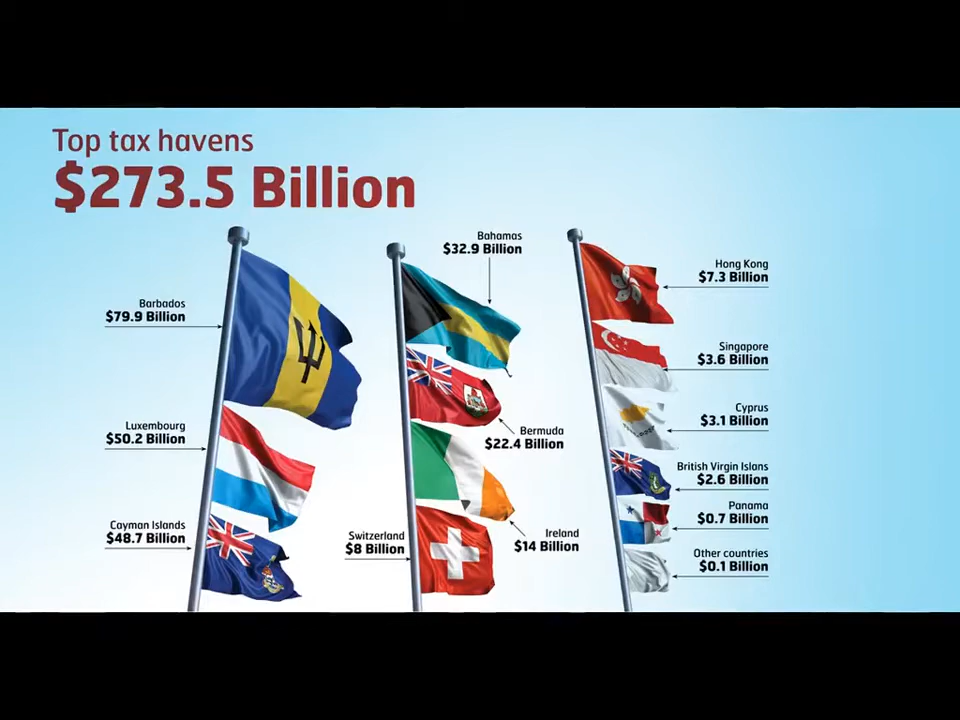 Top tax havens
$273.5 Billion
Barbados
$79.9 Billion
Luxembourg
$50.2 Billion
Cayman Islands
$48.7 Billion
Bahamas
$32.9 Billion
Bermuda
$22.4 Billion
Ireland
$14 Billion
Switzerland
$8 Billion
Hong Kong
$7.3 Billion
Singapore
$3.6 Billion
Cyprus
$3.1 Billion
British Virgin Islans
$2.6 Billion
Panama
$0.7 Billion
Other countries
$0.1 Billion